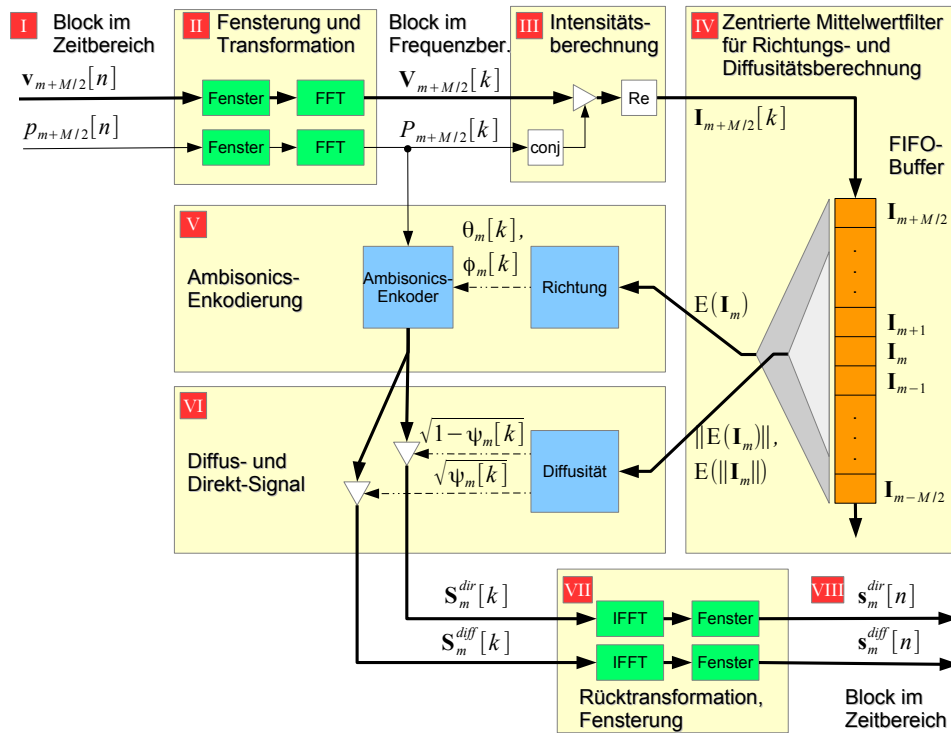 I
Block im
Zeitbereich
v_{m+M/2}[n]
p_{m+M/2}[n]
II
Fensterung und
Transformation
Fenster
FFT
Fenster
FFT
Block im
Frequenzber.
V_{m+M/2}[k]
P_{m+M/2}[k]
III
Intensitäts-
berechnung
Re
conj
IV
Zentrierte Mittelwertfilter
für Richtungs- und
Diffusitätsberechnung
I_{m+M/2}[k]
FIFO-
Buffer
I_{m+M/2}
.
.
.
I_{m+1}
I_m
I_{m−1}
.
.
.
I_{m−M/2}
V
Ambisonics-
Enkodierung
Ambisonics-
Enkoder
θ_m[k],
ϕ_m[k]
Richtung
E(I_m)
VI
Diffus- und
Direkt-Signal
√(1−ψ_m[k])
√(ψ_m[k])
Diffusität
‖E(I_m)‖,
E(‖I_m‖)
S_m^{dir}[k]
S_m^{diff}[k]
VII
IFFT
Fenster
IFFT
Fenster
Rücktransformation,
Fensterung
VIII
s_m^{dir}[n]
s_m^{diff}[n]
Block im
Zeitbereich